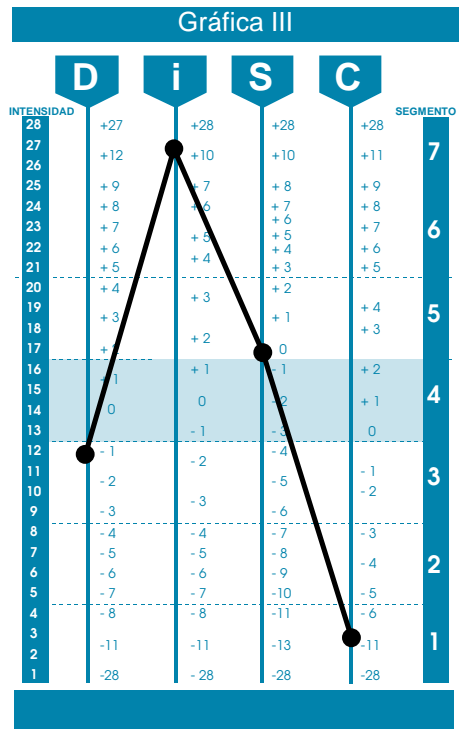 Gráfica III
D i S C
INTENSIDAD SEGMENTO
28 +27 +28 +28 +28
27 7
26 +12 +10 +10 +11
25 + 9 + 7 + 8 + 9
24 + 8 + 6 + 7 + 8
+ 6
23 + 7 + 5 + 5 + 7 6
22 + 6 + 4 + 4 + 6
21 + 5 + 3 + 5
20 + 4 + 3 + 2
19 + 4
18 + 3 + 2 + 1 + 3 5
17 0
16 + 1 + 1 - 1 + 2
15 4
14 0 0 - 2 + 1
13 - 1 - 3 0
12 - 1 - 2 - 4
11 - 1 3
10 - 2 - 3 - 5 - 2
9 - 3 - 6
8 - 4 - 4 - 7 - 3
7 - 5 - 5 - 8
6 - 6 - 6 - 9 - 4 2
5 - 7 - 7 -10 - 5
4 - 8 - 8 -11 - 6
3 1
2 -11 -11 -13 -11
1 -28 - 28 -28 -28